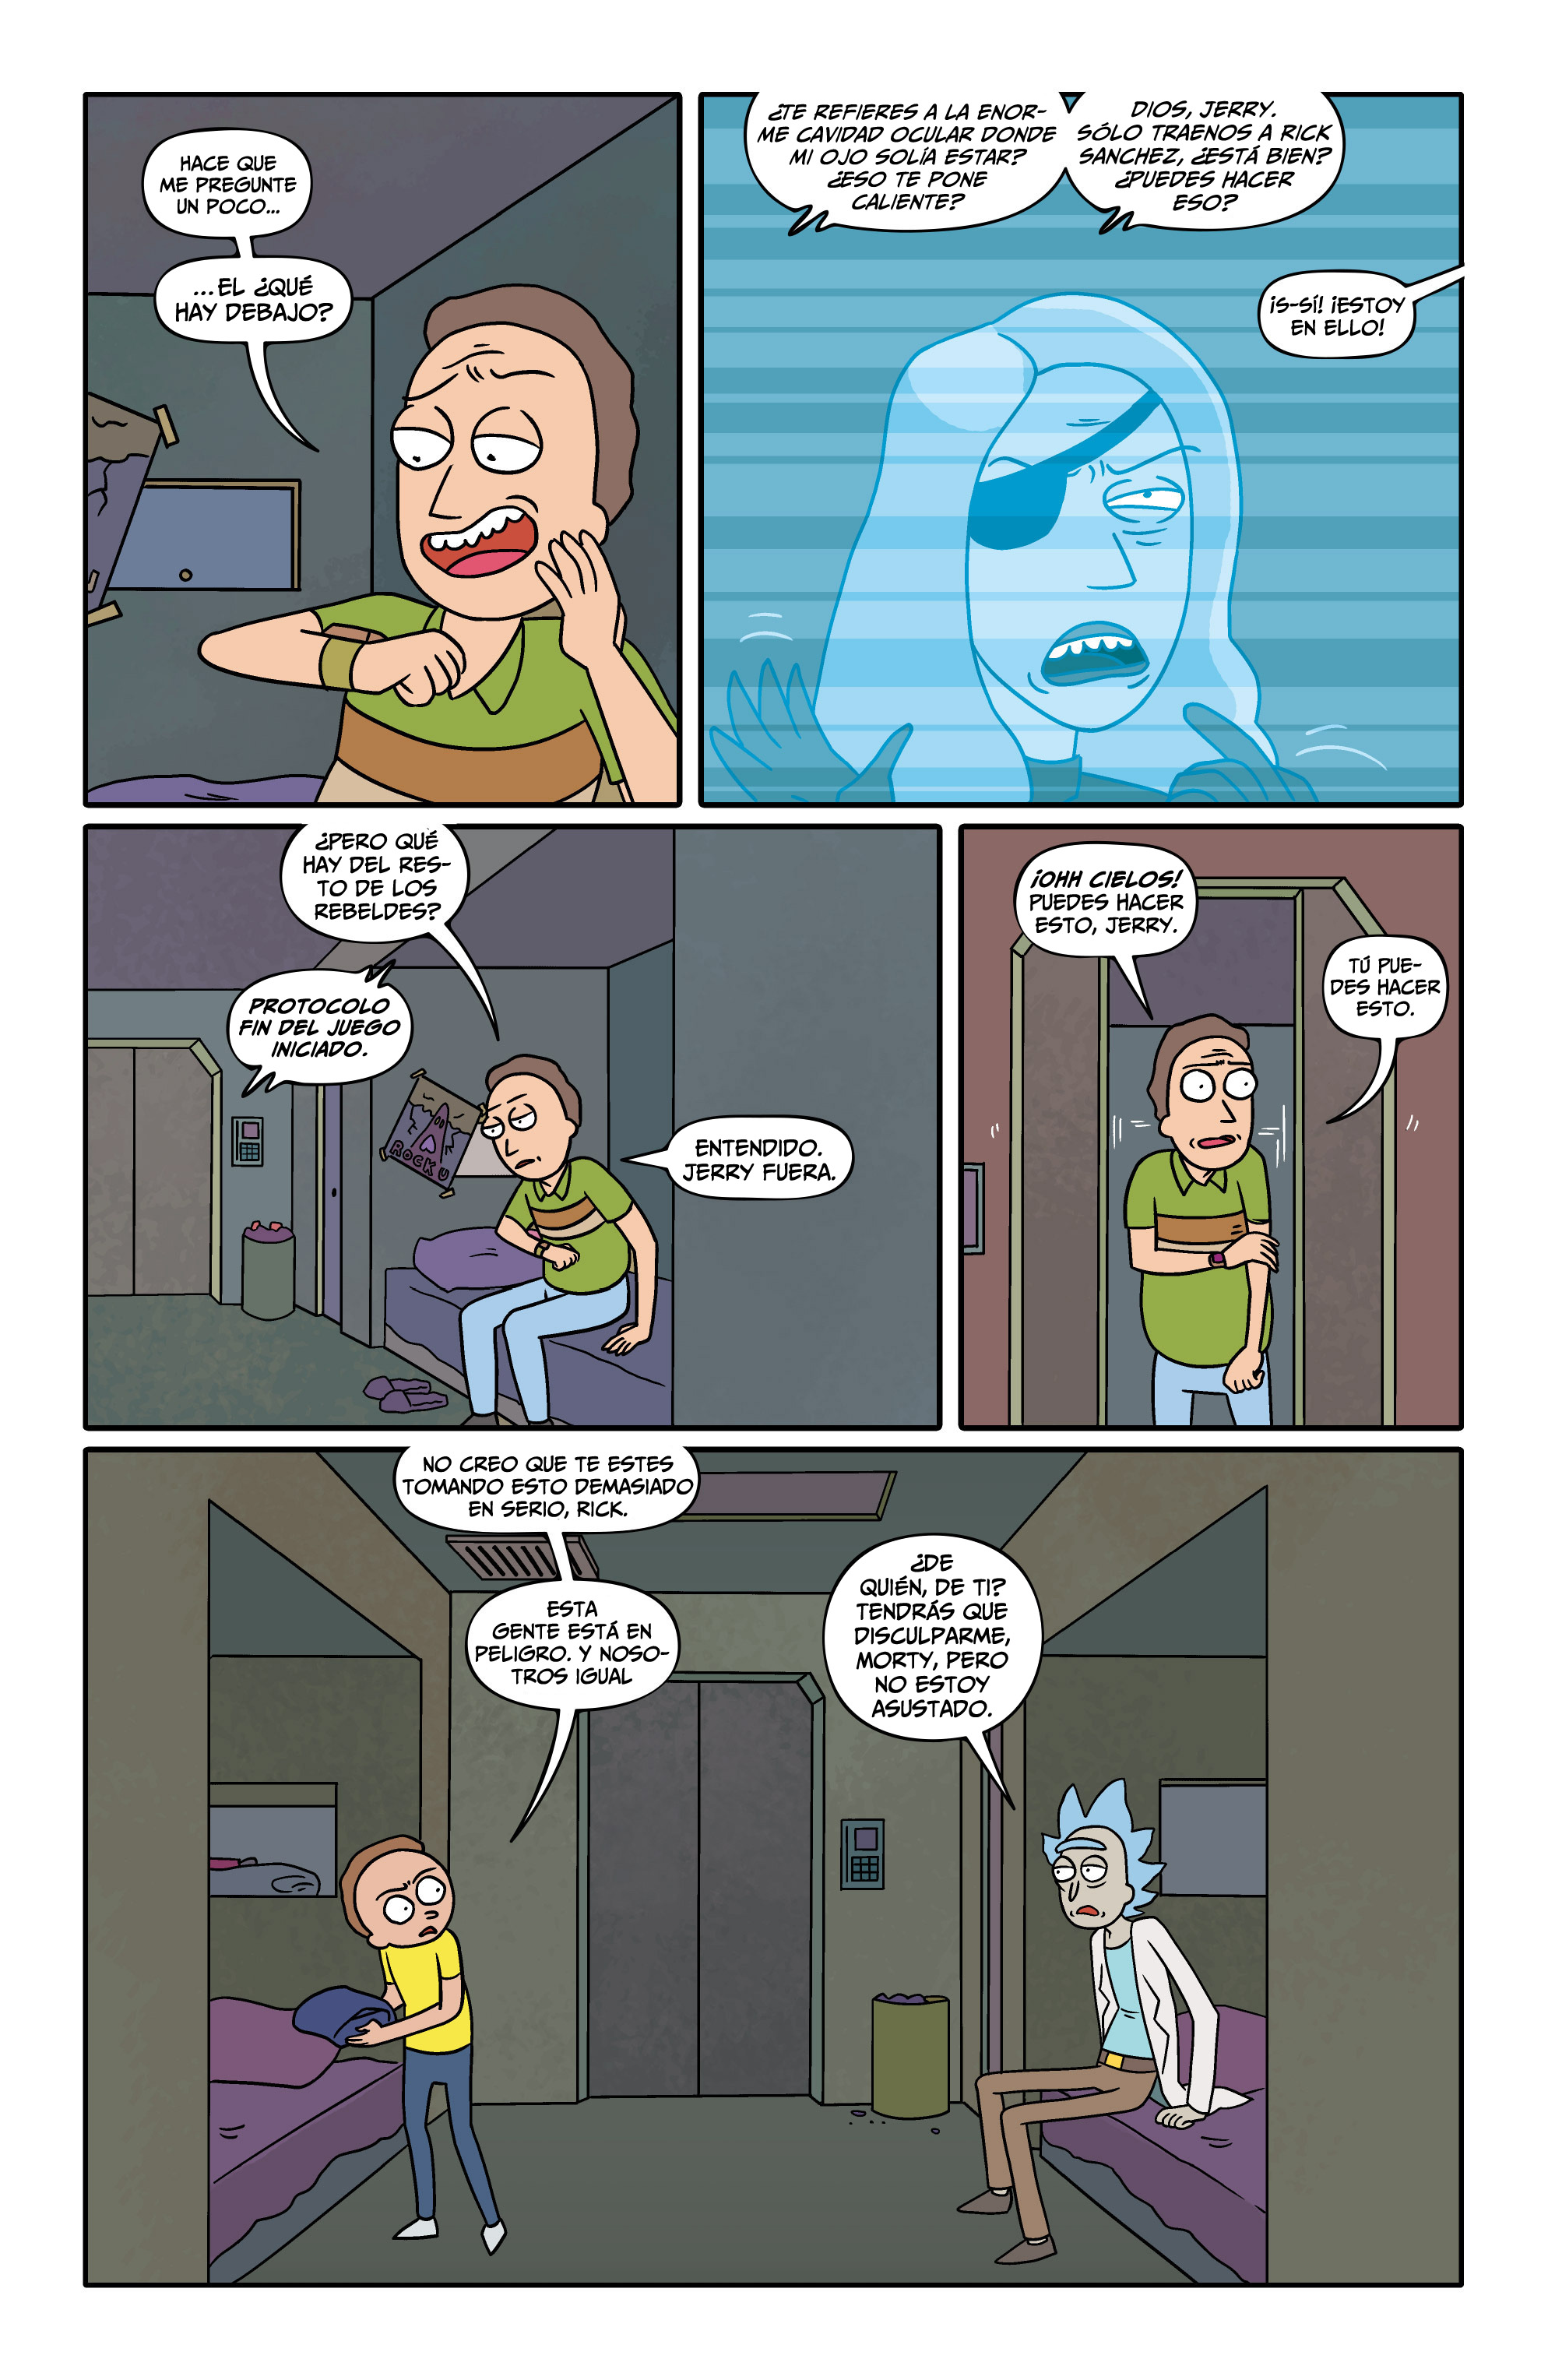 HACE QUE
ME PREGUNTE
UN POCO...
...EL ¿QUÉ
HAY DEBAJO?
¿TE REFIERES A LA ENOR-
ME CAVIDAD OCULAR DONDE
MI OJO SOLÍA ESTAR?
¿ESO TE PONE
CALIENTE?
DIOS, JERRY.
SÓLO TRAENOS A RICK
SANCHEZ, ¿ESTÁ BIEN?
¿PUEDES HACER
ESO?
¡S-SÍ! ¡ESTOY
EN ELLO!
¿PERO QUÉ
HAY DEL RES-
TO DE LOS
REBELDES?
PROTOCOLO
FIN DEL JUEGO
INICIADO.
ROCK U
ENTENDIDO.
JERRY FUERA.
¡OHH CIELOS!
PUEDES HACER
ESTO, JERRY.
TÚ PUE-
DES HACER
ESTO.
NO CREO QUE TE ESTES
TOMANDO ESTO DEMASIADO
EN SERIO, RICK.
ESTA
GENTE ESTÁ EN
PELIGRO. Y NOSO-
TROS IGUAL
¿DE
QUIÉN, DE TI?
TENDRÁS QUE
DISCULPARME,
MORTY, PERO
NO ESTOY
ASUSTADO.